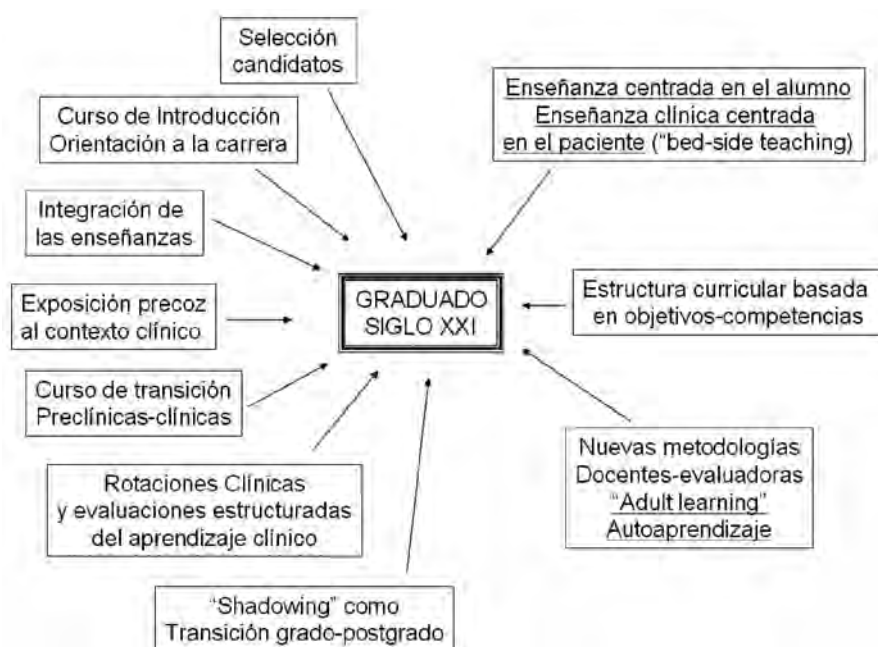 Selección
candidatos
Enseñanza centrada en el alumno
Enseñanza clínica centrada
en el paciente ("bed-side teaching)
Curso de Introducción
Orientación a la carrera
Integración de
las enseñanzas
GRADUADO
SIGLO XXI
Estructura curricular basada
en objetivos-competencias
Exposición precoz
al contexto clínico
Curso de transición
Preclínicas-clínicas
Nuevas metodologías
Docentes-evaluadoras
"Adult learning"
Autoaprendizaje
Rotaciones Clínicas
y evaluaciones estructuradas
del aprendizaje clínico
"Shadowing" como
Transición grado-postgrado